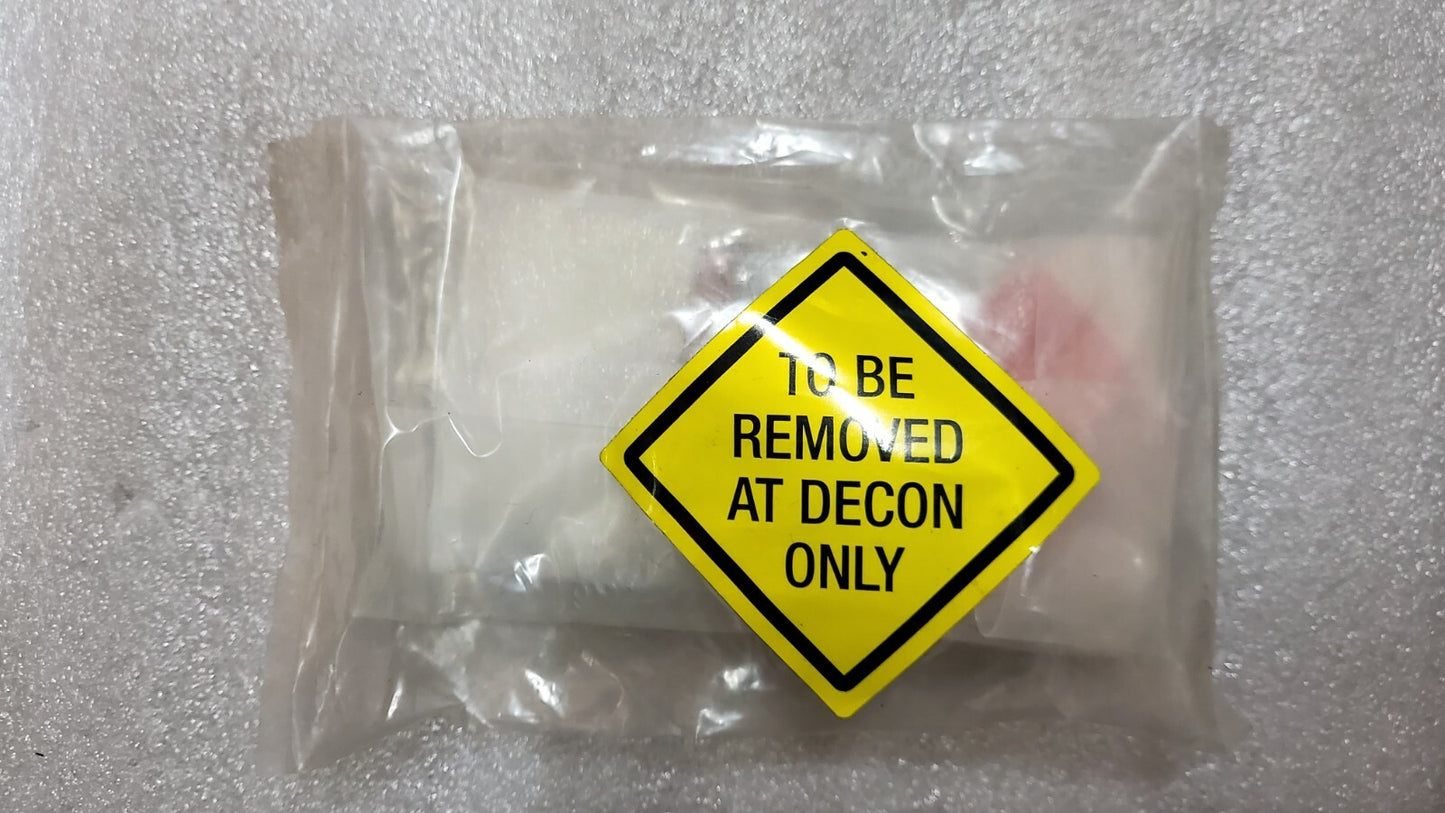 TO BE
REMOVED
AT DECON
ONLY